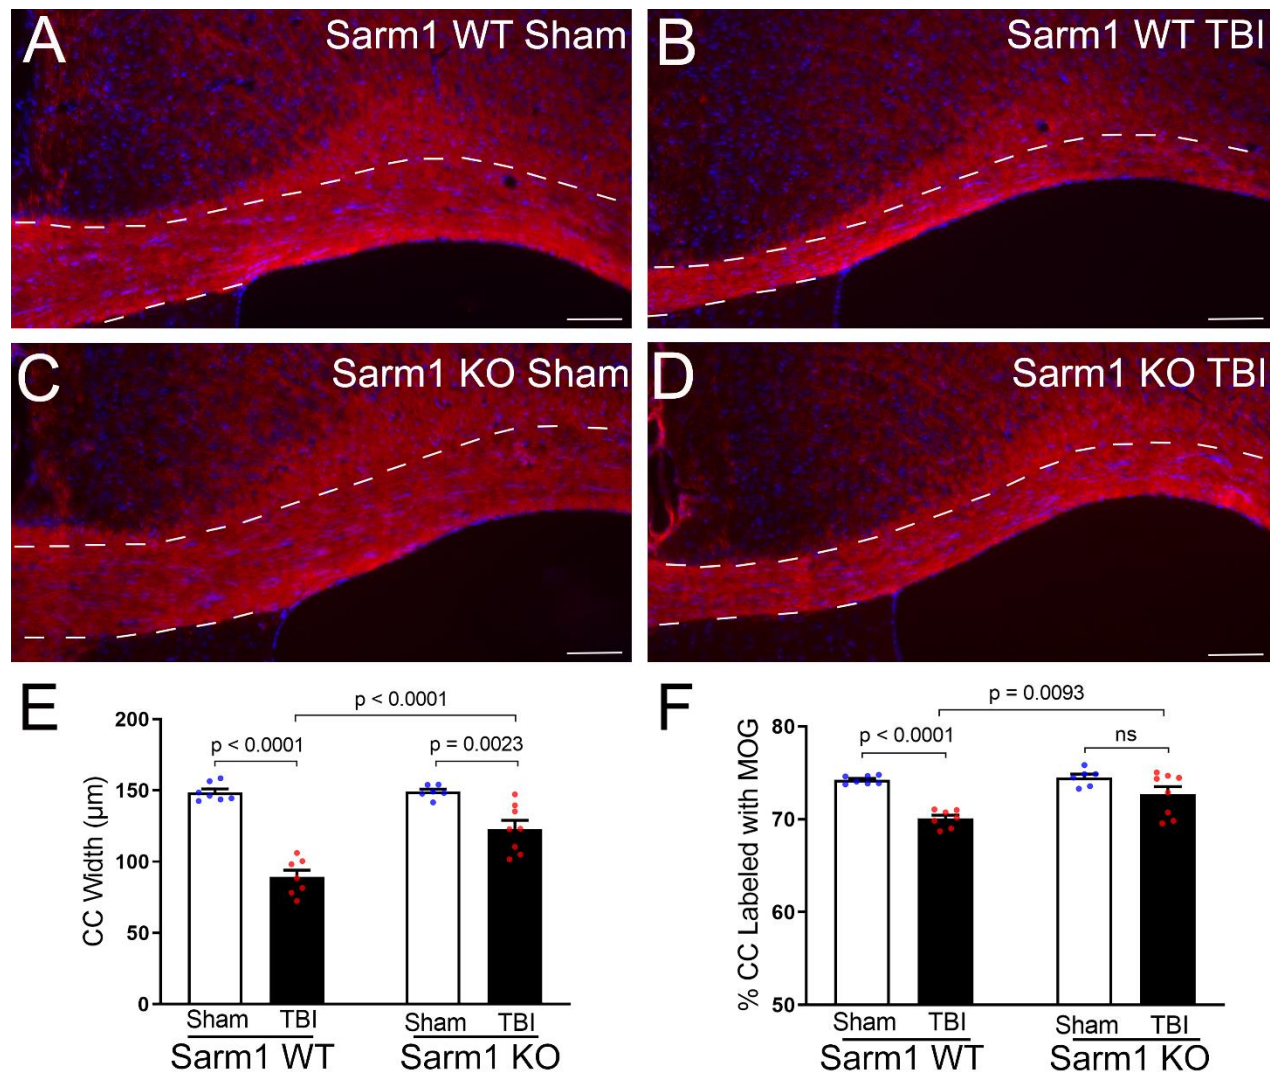 A Sarm1 WT Sham
B Sarm1 WT TBI
C Sarm1 KO Sham
D Sarm1 KO TBI
E
p < 0.0001
p < 0.0001
p = 0.0023
CC Width (μm)
200
150
100
50
0
Sham TBI Sham TBI
Sarm1 WT Sarm1 KO
F
p = 0.0093
p < 0.0001
ns
% CC Labeled with MOG
80
70
60
50
Sham TBI Sham TBI
Sarm1 WT Sarm1 KO